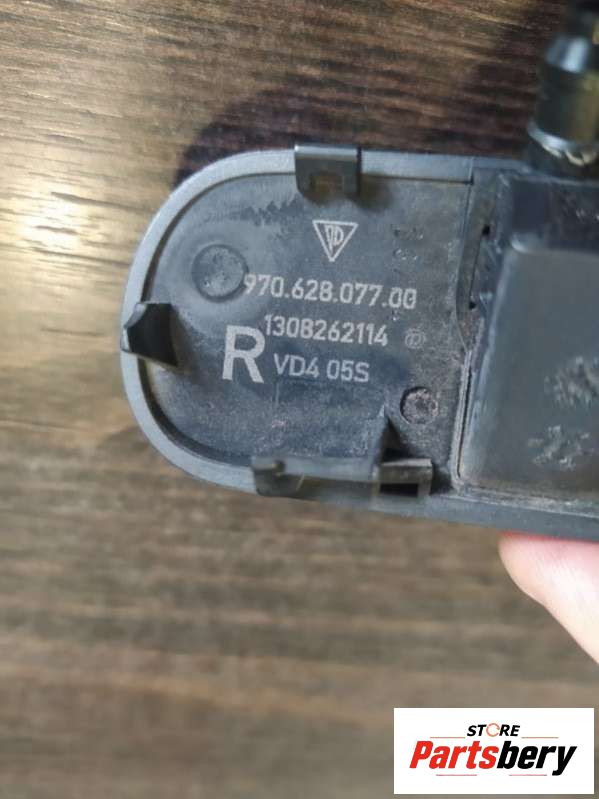 970.628.077.00
1308262114
R VD4 05S
STORE
Partsbery